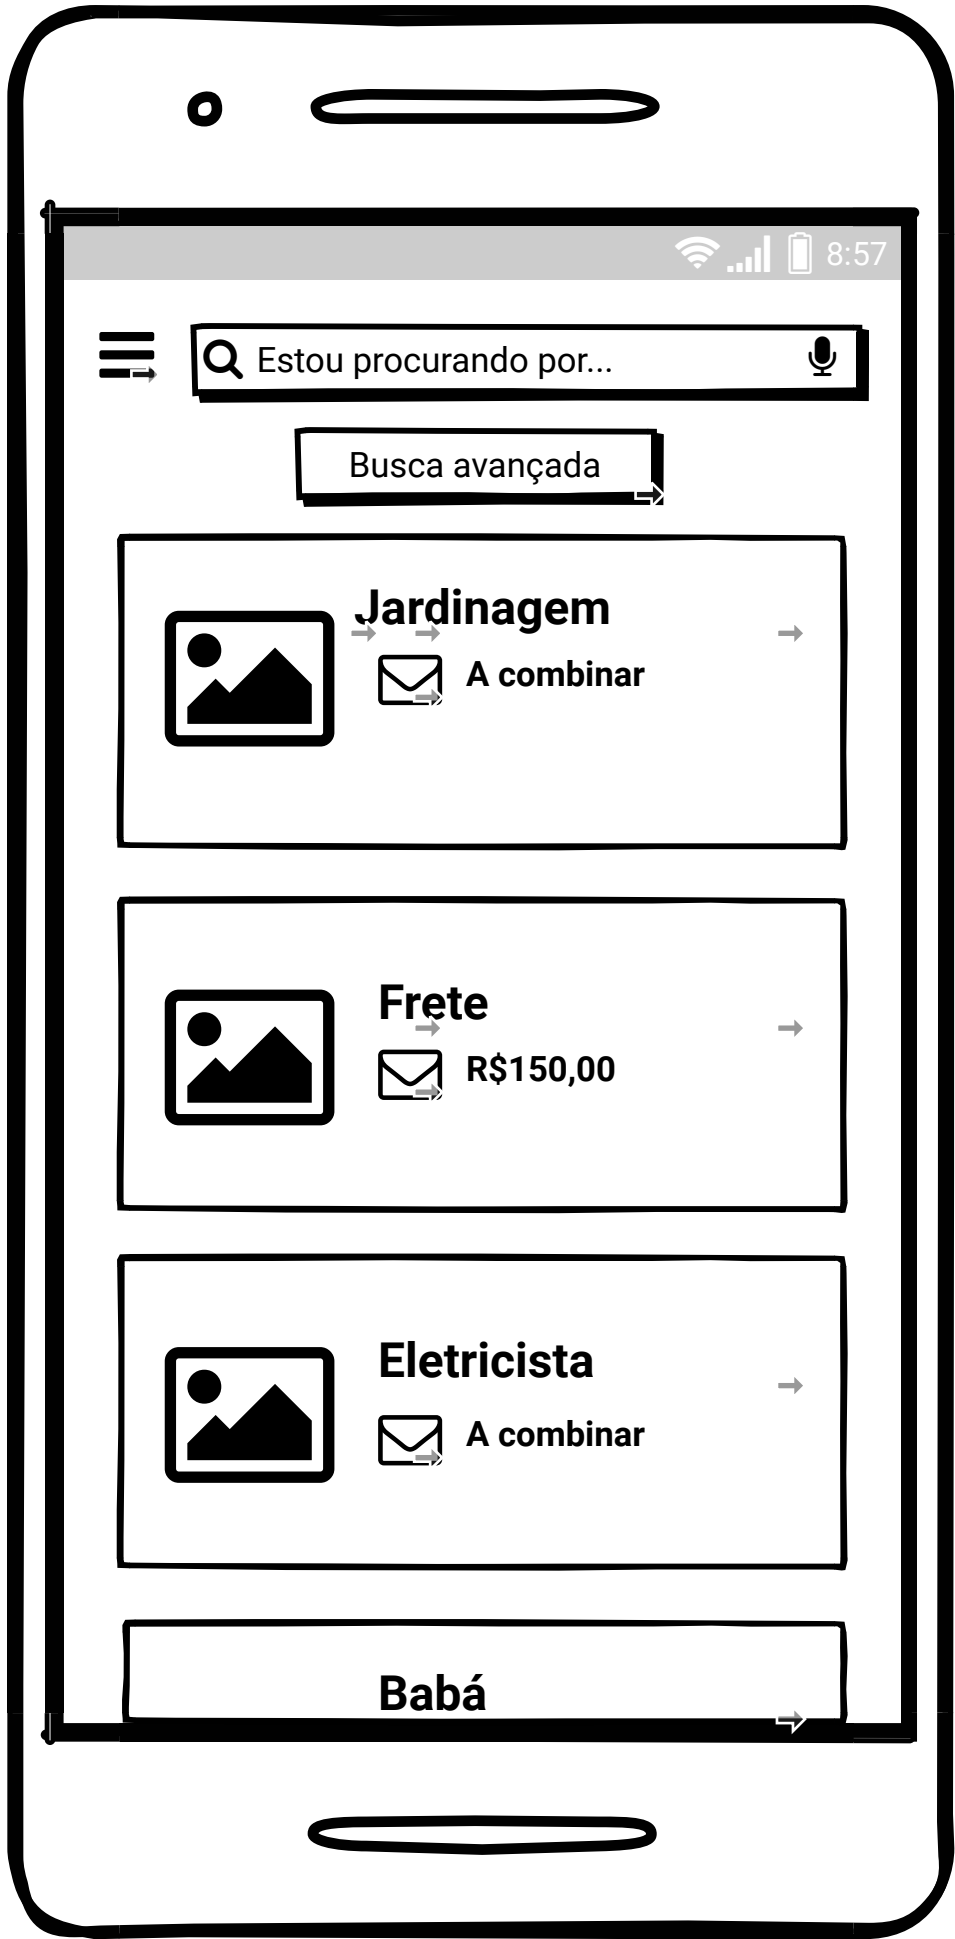 8:57
Estou procurando por...
Busca avançada
Jardinagem
A combinar
Frete
R$150,00
Eletricista
A combinar
Babá